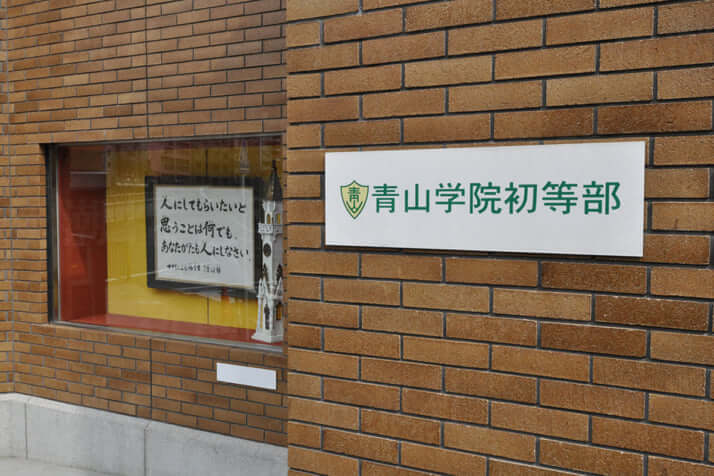 人にしてもらいたいと
思うことは何でも、
あなたがたも人にしなさい。
青山学院初等部